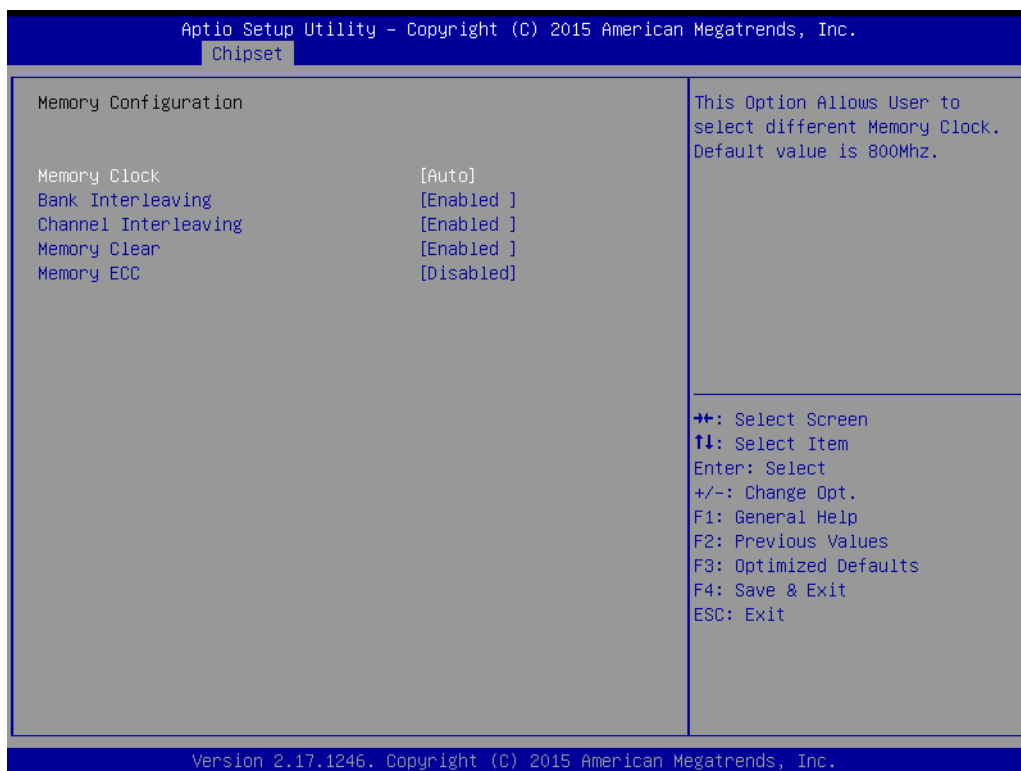 Aptio Setup Utility – Copyright (C) 2015 American Megatrends, Inc.
Chipset
Memory Configuration
Memory Clock [Auto]
Bank Interleaving [Enabled ]
Channel Interleaving [Enabled ]
Memory Clear [Enabled ]
Memory ECC [Disabled]
This Option Allows User to
select different Memory Clock.
Default value is 800Mhz.
→←: Select Screen
↑↓: Select Item
Enter: Select
+/-: Change Opt.
F1: General Help
F2: Previous Values
F3: Optimized Defaults
F4: Save & Exit
ESC: Exit
Version 2.17.1246. Copyright (C) 2015 American Megatrends, Inc.